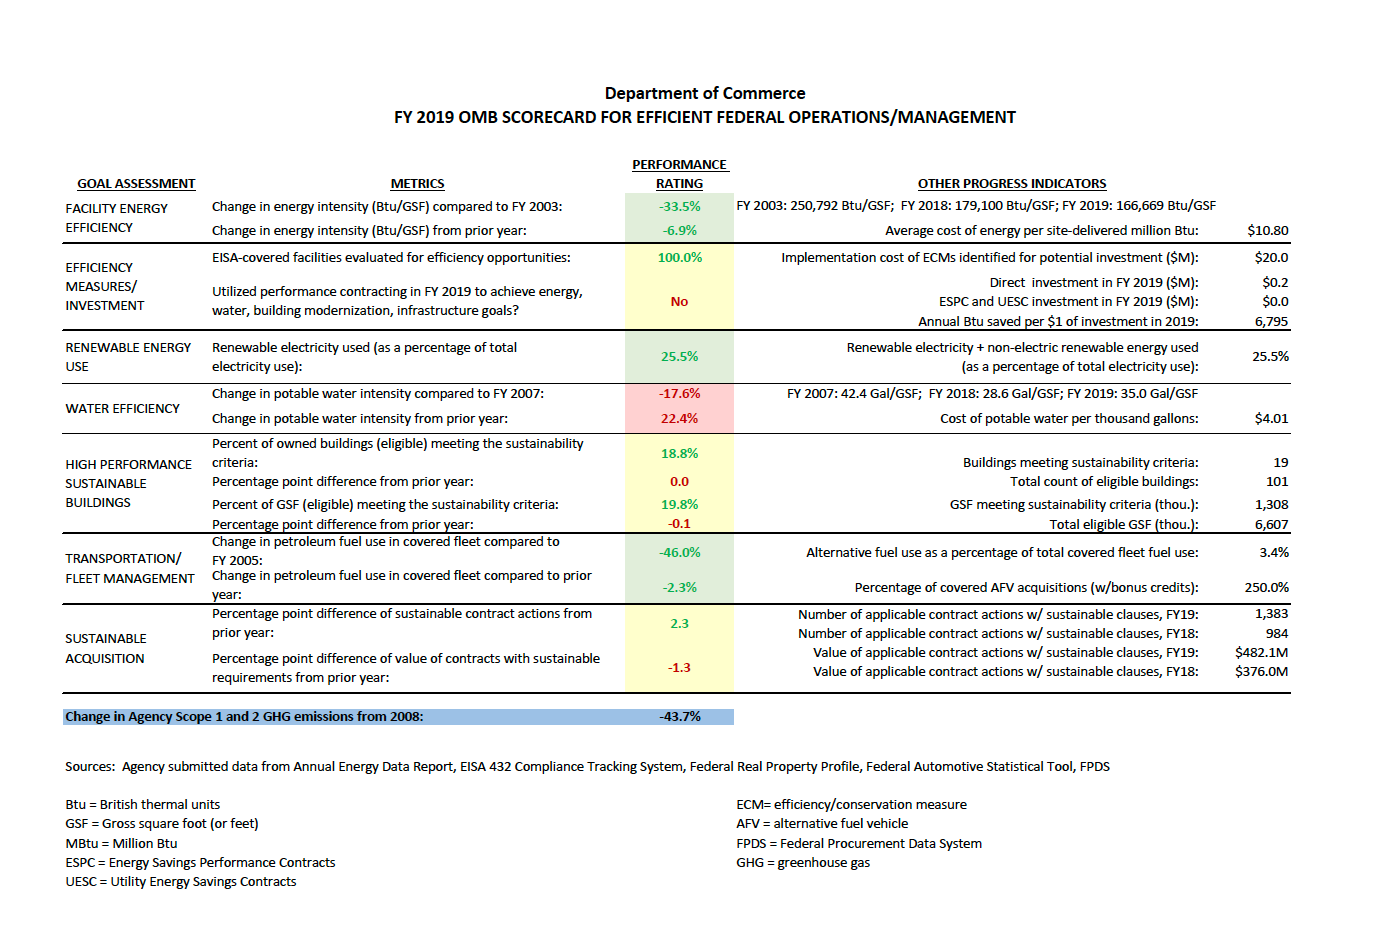 Department of Commerce
FY 2019 OMB SCORECARD FOR EFFICIENT FEDERAL OPERATIONS/MANAGEMENT
PERFORMANCE
GOAL ASSESSMENT METRICS RATING OTHER PROGRESS INDICATORS
FACILITY ENERGY
EFFICIENCY
Change in energy intensity (Btu/GSF) compared to FY 2003: -33.5% FY 2003: 250,792 Btu/GSF;  FY 2018: 179,100 Btu/GSF; FY 2019: 166,669 Btu/GSF
Change in energy intensity (Btu/GSF) from prior year: -6.9% Average cost of energy per site-delivered million Btu: $10.80
EFFICIENCY
MEASURES/
INVESTMENT
EISA-covered facilities evaluated for efficiency opportunities: 100.0% Implementation cost of ECMs identified for potential investment ($M): $20.0
Utilized performance contracting in FY 2019 to achieve energy,
water, building modernization, infrastructure goals?
No
Direct  investment in FY 2019 ($M): $0.2
ESPC and UESC investment in FY 2019 ($M): $0.0
Annual Btu saved per $1 of investment in 2019: 6,795
RENEWABLE ENERGY
USE
Renewable electricity used (as a percentage of total
electricity use):
25.5%
Renewable electricity + non-electric renewable energy used
(as a percentage of total electricity use):
25.5%
WATER EFFICIENCY
Change in potable water intensity compared to FY 2007: -17.6% FY 2007: 42.4 Gal/GSF;  FY 2018: 28.6 Gal/GSF; FY 2019: 35.0 Gal/GSF
Change in potable water intensity from prior year: 22.4% Cost of potable water per thousand gallons: $4.01
HIGH PERFORMANCE
SUSTAINABLE
BUILDINGS
Percent of owned buildings (eligible) meeting the sustainability
criteria:
18.8%
Buildings meeting sustainability criteria: 19
Percentage point difference from prior year: 0.0 Total count of eligible buildings: 101
Percent of GSF (eligible) meeting the sustainability criteria: 19.8% GSF meeting sustainability criteria (thou.): 1,308
Percentage point difference from prior year: -0.1 Total eligible GSF (thou.): 6,607
TRANSPORTATION/
FLEET MANAGEMENT
Change in petroleum fuel use in covered fleet compared to
FY 2005:
-46.0% Alternative fuel use as a percentage of total covered fleet fuel use: 3.4%
Change in petroleum fuel use in covered fleet compared to prior
year:
-2.3% Percentage of covered AFV acquisitions (w/bonus credits): 250.0%
SUSTAINABLE
ACQUISITION
Percentage point difference of sustainable contract actions from
prior year:
2.3
Number of applicable contract actions w/ sustainable clauses, FY19: 1,383
Number of applicable contract actions w/ sustainable clauses, FY18: 984
Percentage point difference of value of contracts with sustainable
requirements from prior year:
-1.3
Value of applicable contract actions w/ sustainable clauses, FY19: $482.1M
Value of applicable contract actions w/ sustainable clauses, FY18: $376.0M
Change in Agency Scope 1 and 2 GHG emissions from 2008: -43.7%
Sources:  Agency submitted data from Annual Energy Data Report, EISA 432 Compliance Tracking System, Federal Real Property Profile, Federal Automotive Statistical Tool, FPDS
Btu = British thermal units
GSF = Gross square foot (or feet)
MBtu = Million Btu
ESPC = Energy Savings Performance Contracts
UESC = Utility Energy Savings Contracts
ECM= efficiency/conservation measure
AFV = alternative fuel vehicle
FPDS = Federal Procurement Data System
GHG = greenhouse gas